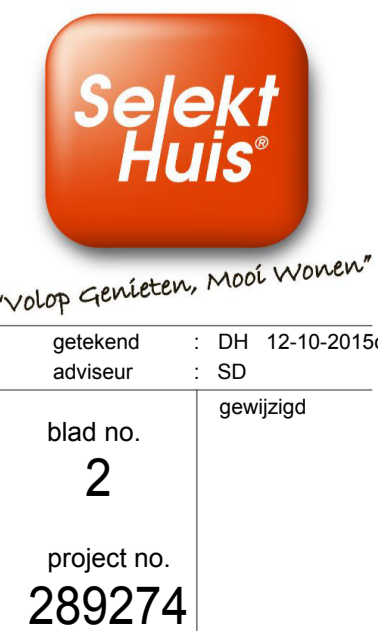 Selekt
Huis®
"Volop Genieten, Mooi Wonen"
getekend : DH 12-10-2015
adviseur : SD
gewijzigd
blad no.
2
project no.
289274